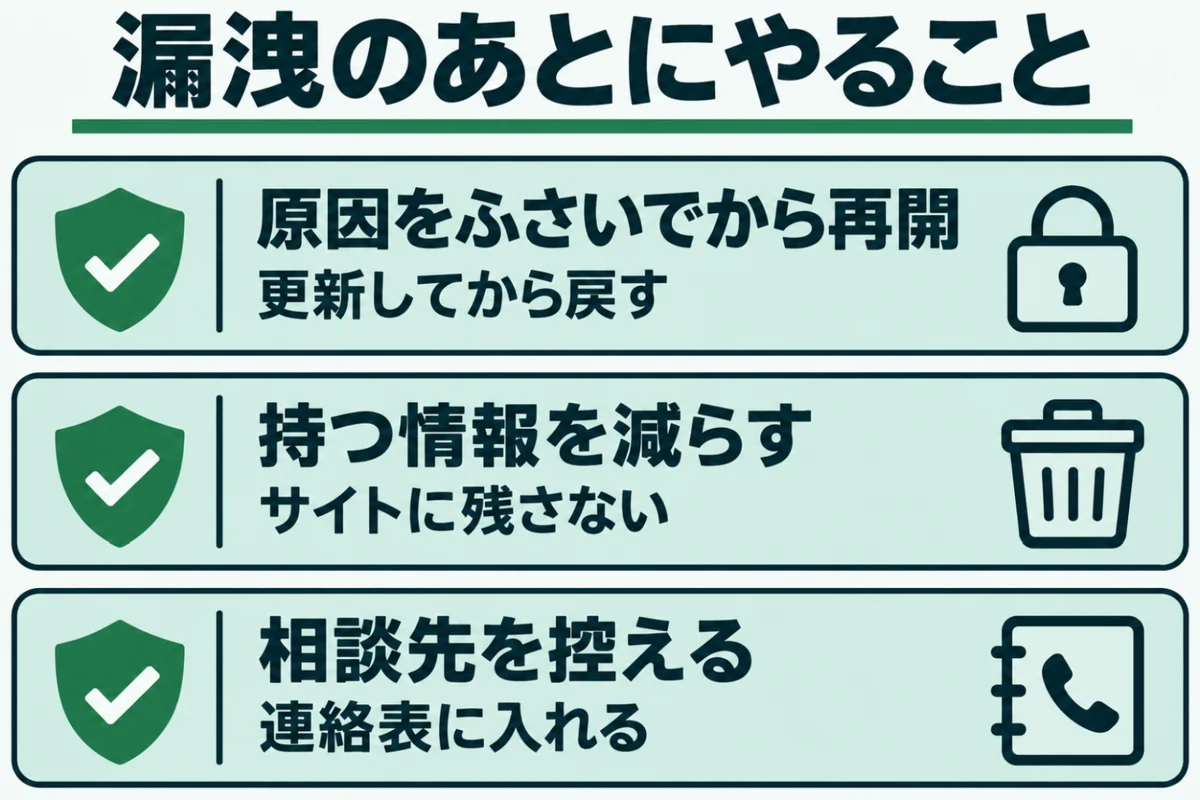 漏洩のあとにやること
原因をふさいでから再開
更新してから戻す
持つ情報を減らす
サイトに残さない
相談先を控える
連絡表に入れる